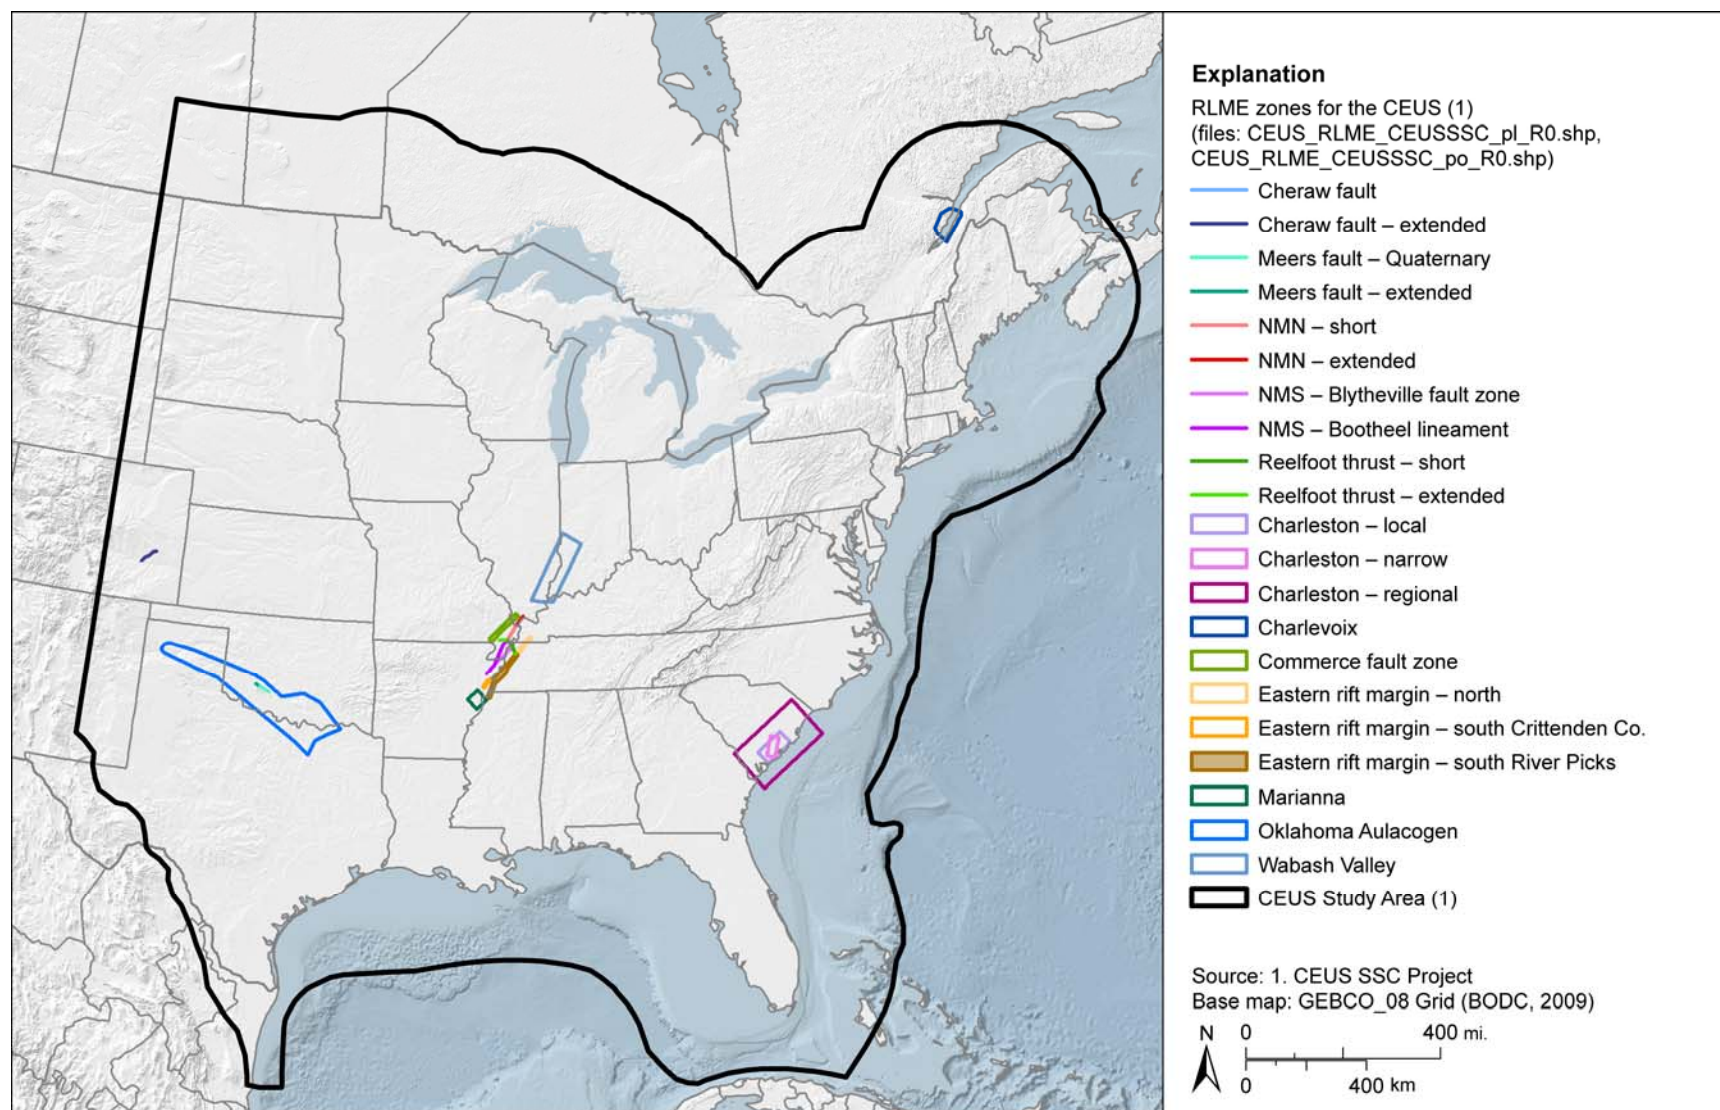 Explanation
RLME zones for the CEUS (1)
(files: CEUS_RLME_CEUSSSC_pl_R0.shp,
CEUS_RLME_CEUSSSC_po_R0.shp)
Cheraw fault
Cheraw fault – extended
Meers fault – Quaternary
Meers fault – extended
NMN – short
NMN – extended
NMS – Blytheville fault zone
NMS – Bootheel lineament
Reelfoot thrust – short
Reelfoot thrust – extended
Charleston – local
Charleston – narrow
Charleston – regional
Charlevoix
Commerce fault zone
Eastern rift margin – north
Eastern rift margin – south Crittenden Co.
Eastern rift margin – south River Picks
Marianna
Oklahoma Aulacogen
Wabash Valley
CEUS Study Area (1)
Source: 1. CEUS SSC Project
Base map: GEBCO_08 Grid (BODC, 2009)
N 0 400 mi.
0 400 km